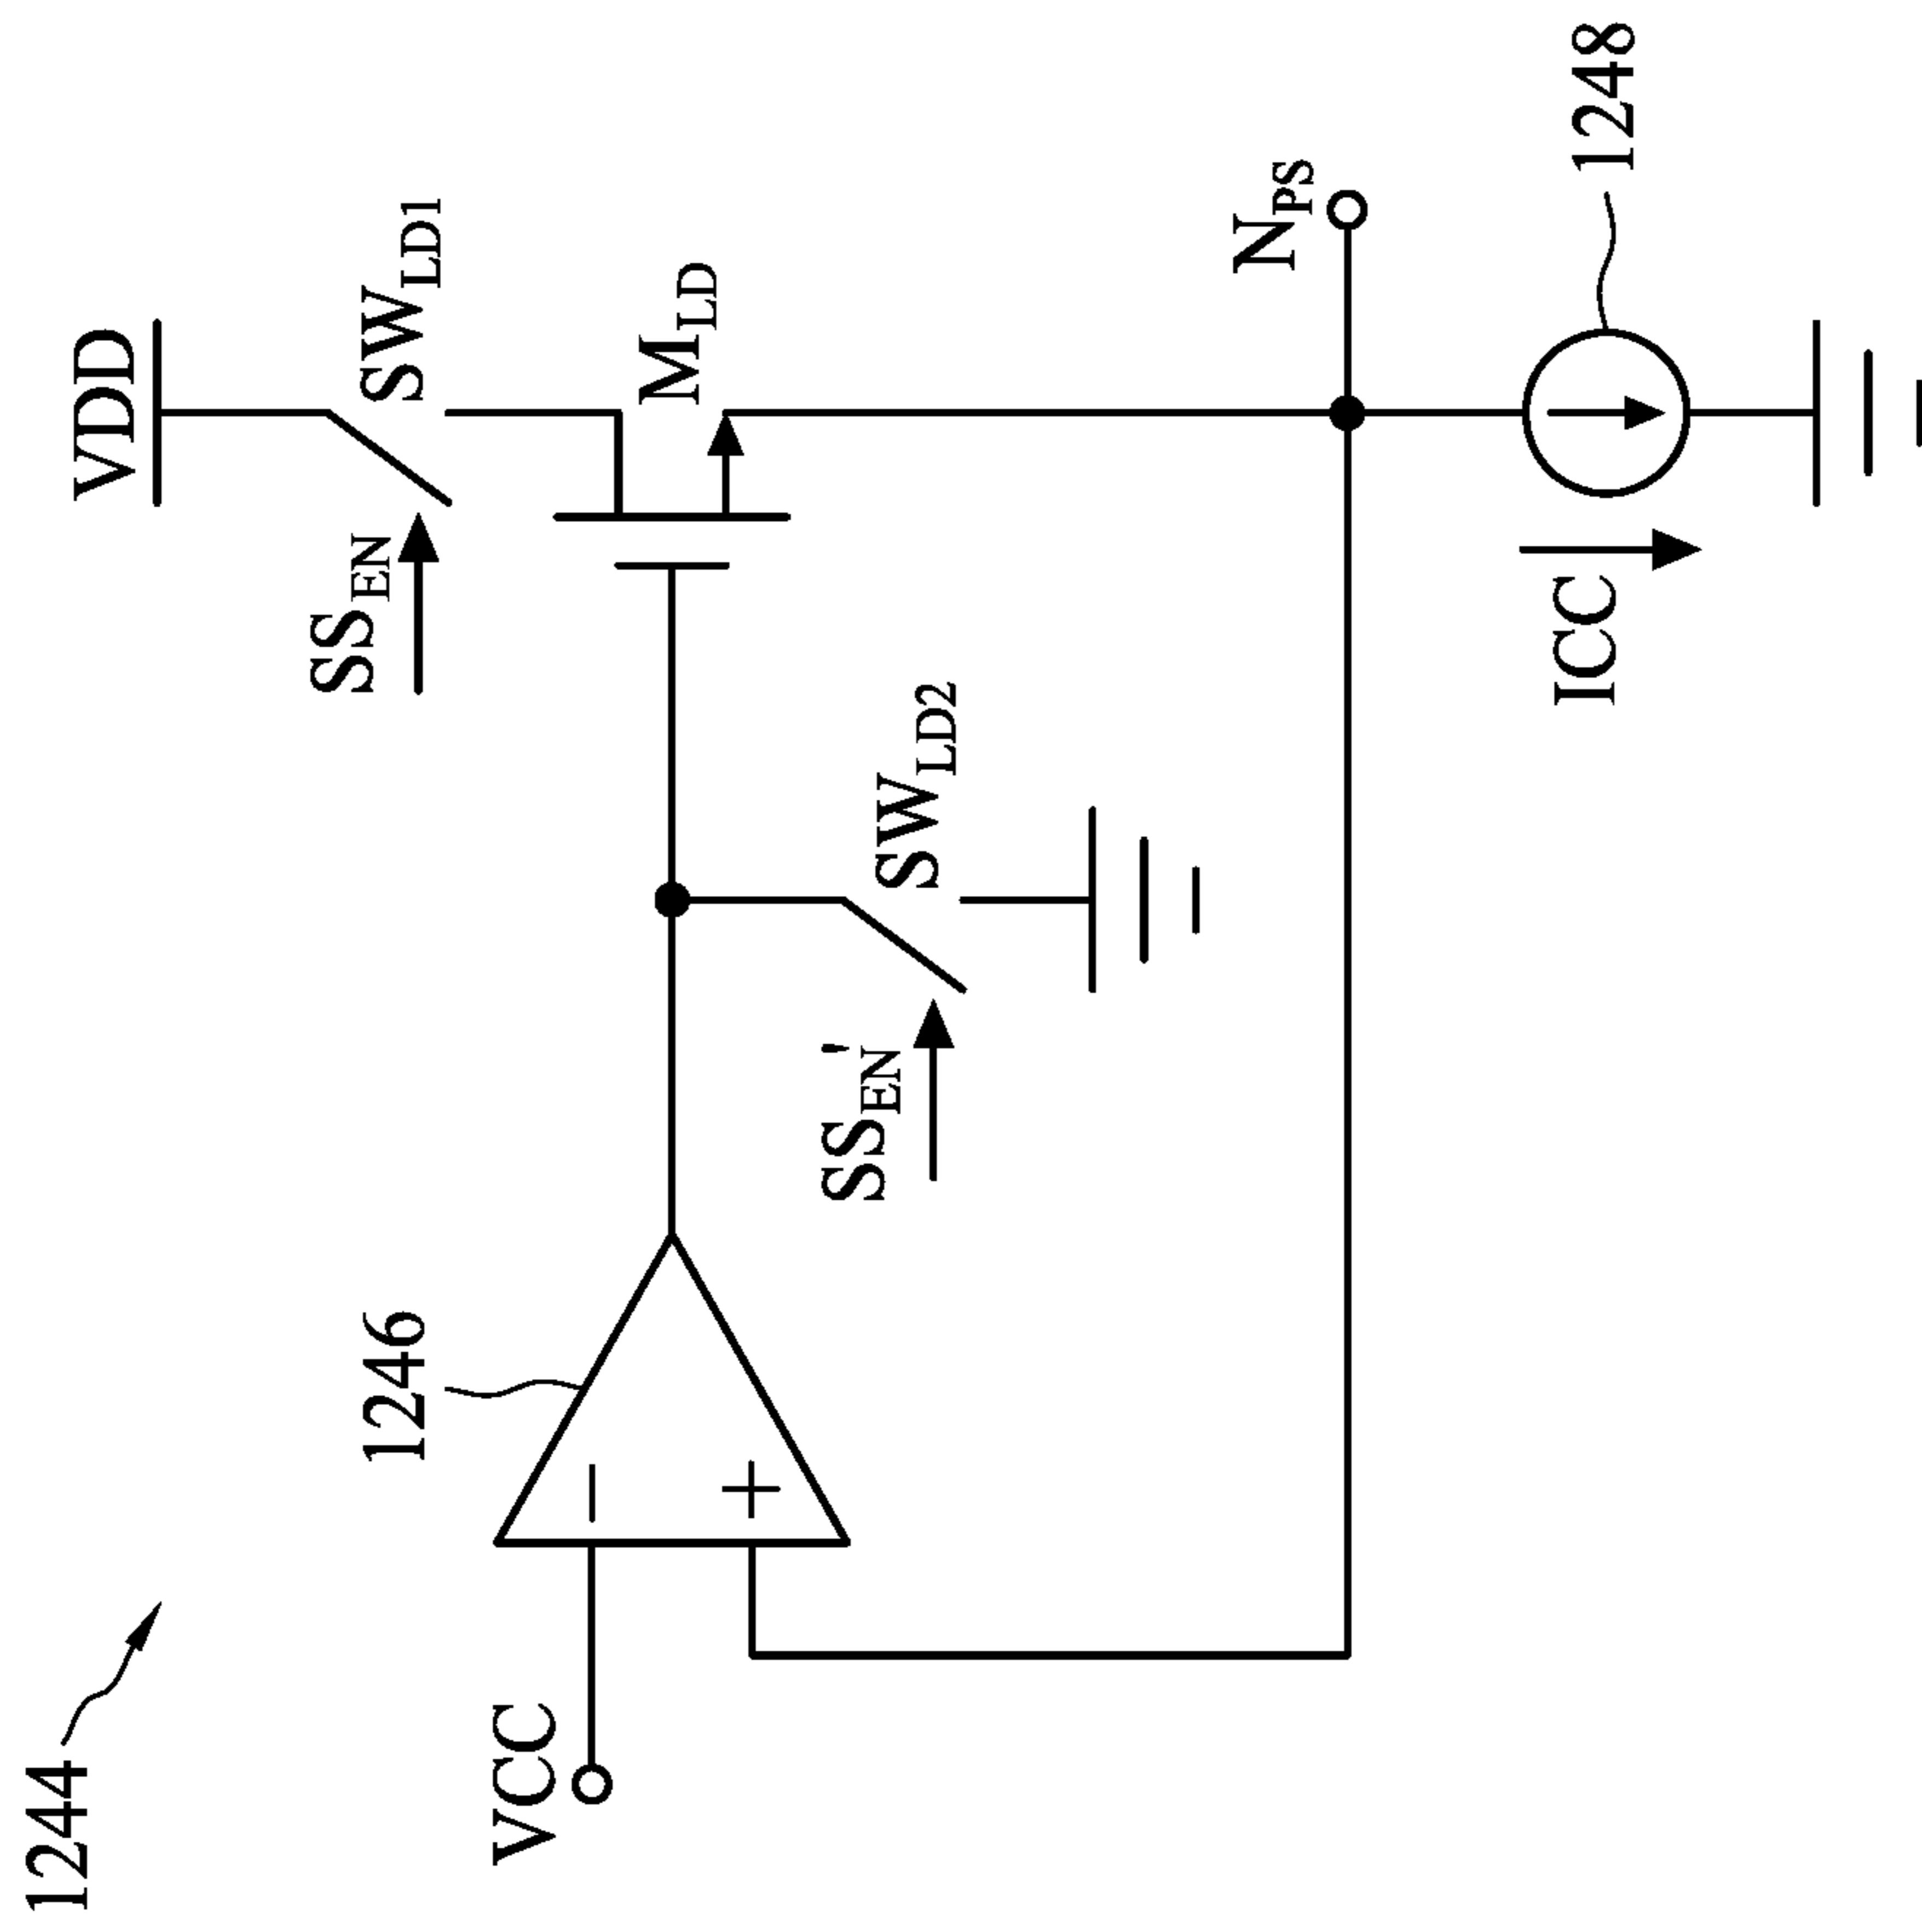 1244
VDD
SS_EN
SW_LD1
M_LD
1246
VCC
−
+
SS_EN'
SW_LD2
N_PS
ICC
1248